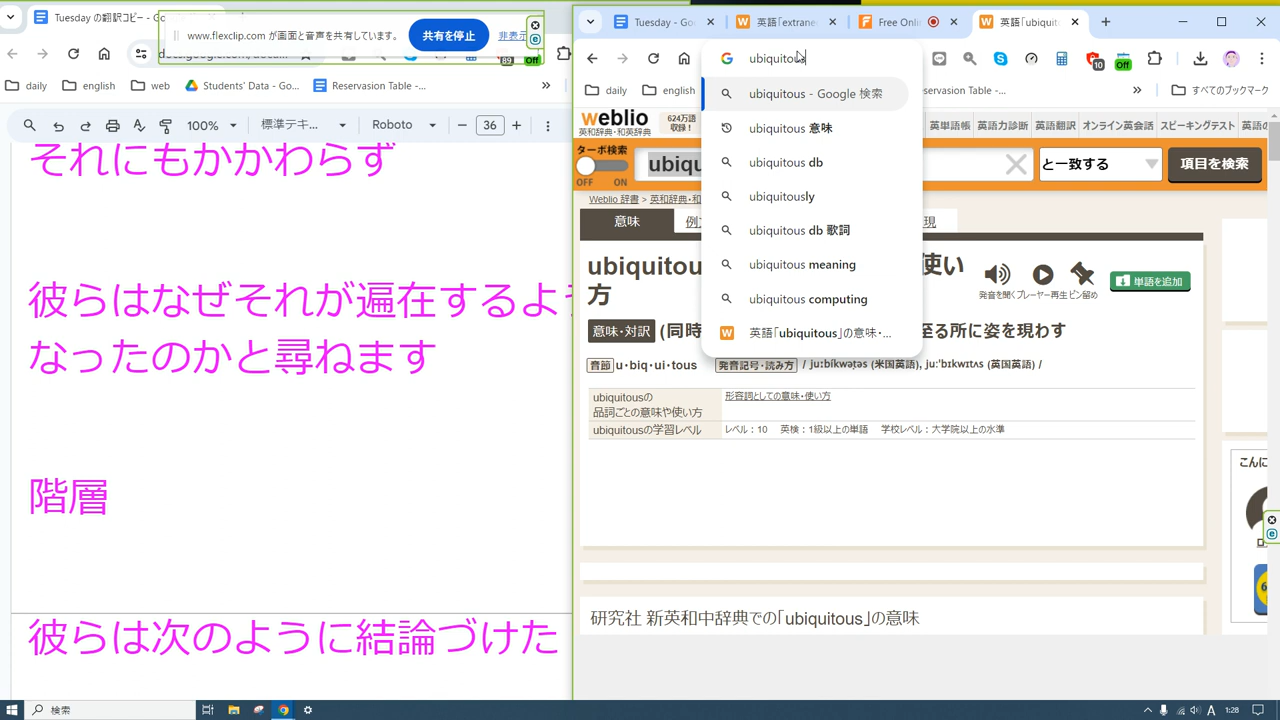 Tuesday の翻訳コピー - Google
www.flexclip.com が画面と音声を共有しています。
共有を停止
非表示
daily
english
web
Students' Data - Go...
Reservasion Table -...
»
100%
標準テキ...
Roboto
36
それにもかかわらず
彼らはなぜそれが遍在するよ
なったのかと尋ねます
階層
彼らは次のように結論づけた
Tuesday - Go
英語「extrane
Free Onli
英語「ubiquit
ubiquitous
10
Off
daily
english
servasion Table -...
»
すべてのブックマーク
ubiquitous - Google 検索
ubiquitous 意味
ubiquitous db
ubiquitously
ubiquitous db 歌詞
ubiquitous meaning
ubiquitous computing
英語「ubiquitous」の意味・...
weblio
英和辞典・和英辞典
624万語
収録！
英単語帳
英語力診断
英語翻訳
オンライン英会話
スピーキングテスト
英語の
ターボ検索
OFF ON
ubiqu
と一致する
項目を検索
Weblio 辞書 > 英和辞典・和
意味
例
現
ubiquitou
使い
方
発音を聞く
プレーヤー再生
ピン留め
単語を追加
意味・対訳
(同時
至る所に姿を現わす
音節
u・biq・ui・tous
発音記号・読み方
/ juːbíkwəṭəs (米国英語), juː'bɪkwɪtʌs (英国英語) /
ubiquitousの
品詞ごとの意味や使い方
形容詞としての意味・使い方
ubiquitousの学習レベル
レベル：10 英検：1級以上の単語 学校レベル：大学院以上の水準
こんに
研究社 新英和中辞典での「ubiquitous」の意味
検索
A
1:28